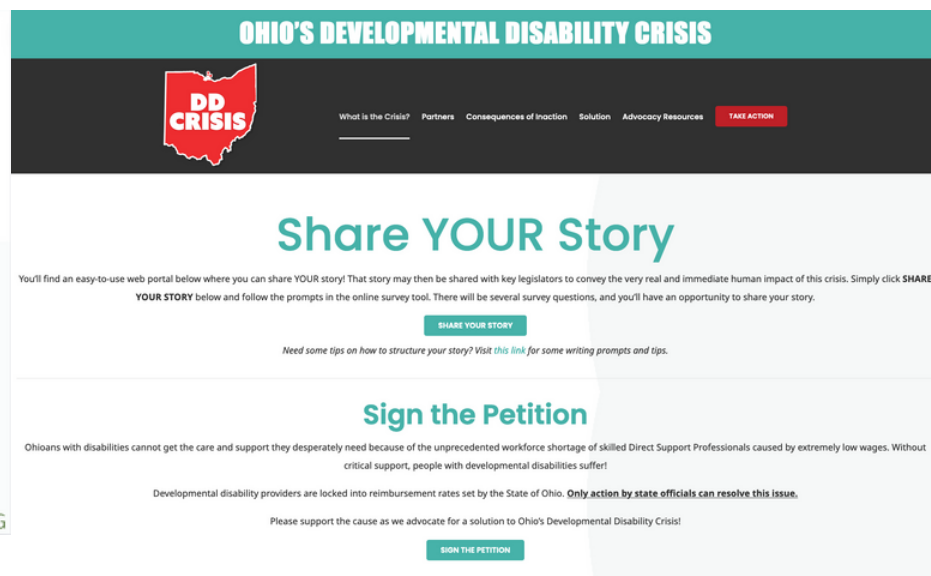 OHIO'S DEVELOPMENTAL DISABILITY CRISIS
DD
CRISIS
What is the Crisis? Partners Consequences of Inaction Solution Advocacy Resources TAKE ACTION
Share YOUR Story
You'll find an easy-to-use web portal below where you can share YOUR story! That story may then be shared with key legislators to convey the very real and immediate human impact of this crisis. Simply click SHARE
YOUR STORY below and follow the prompts in the online survey tool. There will be several survey questions, and you'll have an opportunity to share your story.
SHARE YOUR STORY
Need some tips on how to structure your story? Visit this link for some writing prompts and tips.
Sign the Petition
Ohioans with disabilities cannot get the care and support they desperately need because of the unprecedented workforce shortage of skilled Direct Support Professionals caused by extremely low wages. Without
critical support, people with developmental disabilities suffer!
Developmental disability providers are locked into reimbursement rates set by the State of Ohio. Only action by state officials can resolve this issue.
Please support the cause as we advocate for a solution to Ohio's Developmental Disability Crisis!
G
SIGN THE PETITION